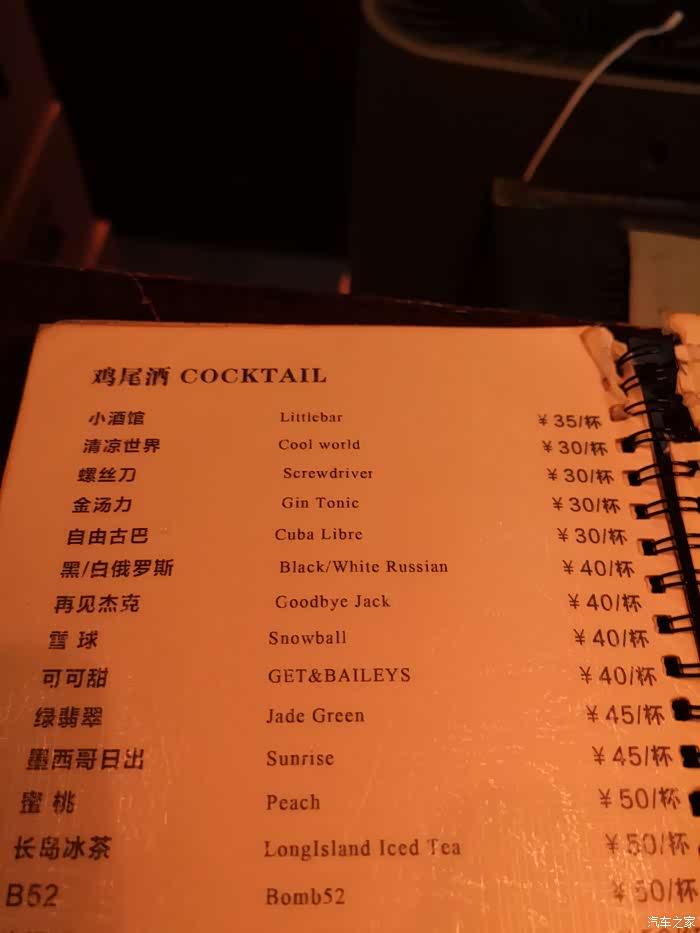 鸡尾酒 COCKTAIL
小酒馆 Littlebar ¥35/杯
清凉世界 Cool world ¥30/杯
螺丝刀 Screwdriver ¥30/杯
金汤力 Gin Tonic ¥30/杯
自由古巴 Cuba Libre ¥30/杯
黑/白俄罗斯 Black/White Russian ¥40/杯
再见杰克 Goodbye Jack ¥40/杯
雪 球 Snowball ¥40/杯
可可甜 GET&BAILEYS ¥40/杯
绿翡翠 Jade Green ¥45/杯
墨西哥日出 Sunrise ¥45/杯
蜜 桃 Peach ¥50/杯
长岛冰茶 LongIsland Iced Tea ¥50/杯
B52 Bomb52 ¥50/杯
汽车之家